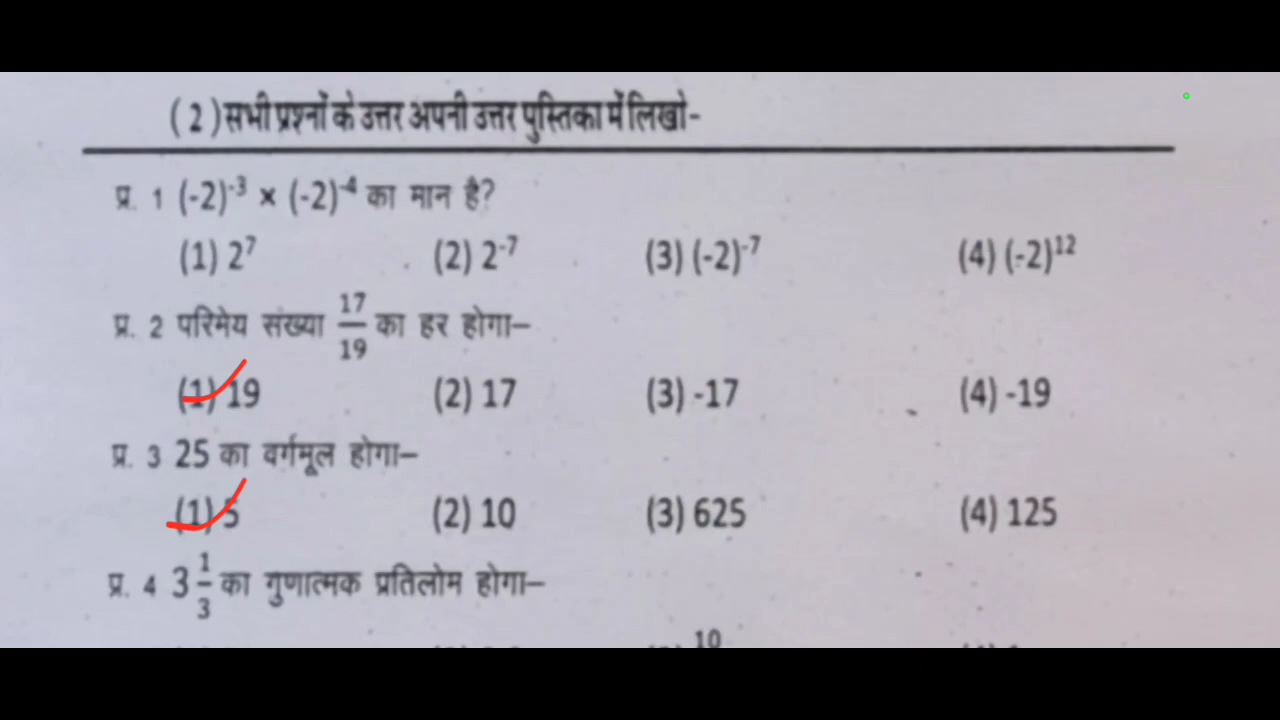 (2) सभी प्रश्नों के उत्तर अपनी उत्तर पुस्तिका में लिखो-
प्र. 1 (-2)⁻³ × (-2)⁻⁴ का मान है?
(1) 2⁷ (2) 2⁻⁷ (3) (-2)⁻⁷ (4) (-2)¹²
प्र. 2 परिमेय संख्या 17/19 का हर होगा–
(1) 19 (2) 17 (3) -17 (4) -19
प्र. 3 25 का वर्गमूल होगा–
(1) 5 (2) 10 (3) 625 (4) 125
प्र. 4 3 1/3 का गुणात्मक प्रतिलोम होगा–
10